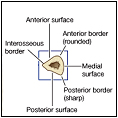 Anterior surface
Interosseous
border
Anterior border
(rounded)
Medial
surface
Posterior border
(sharp)
Posterior surface